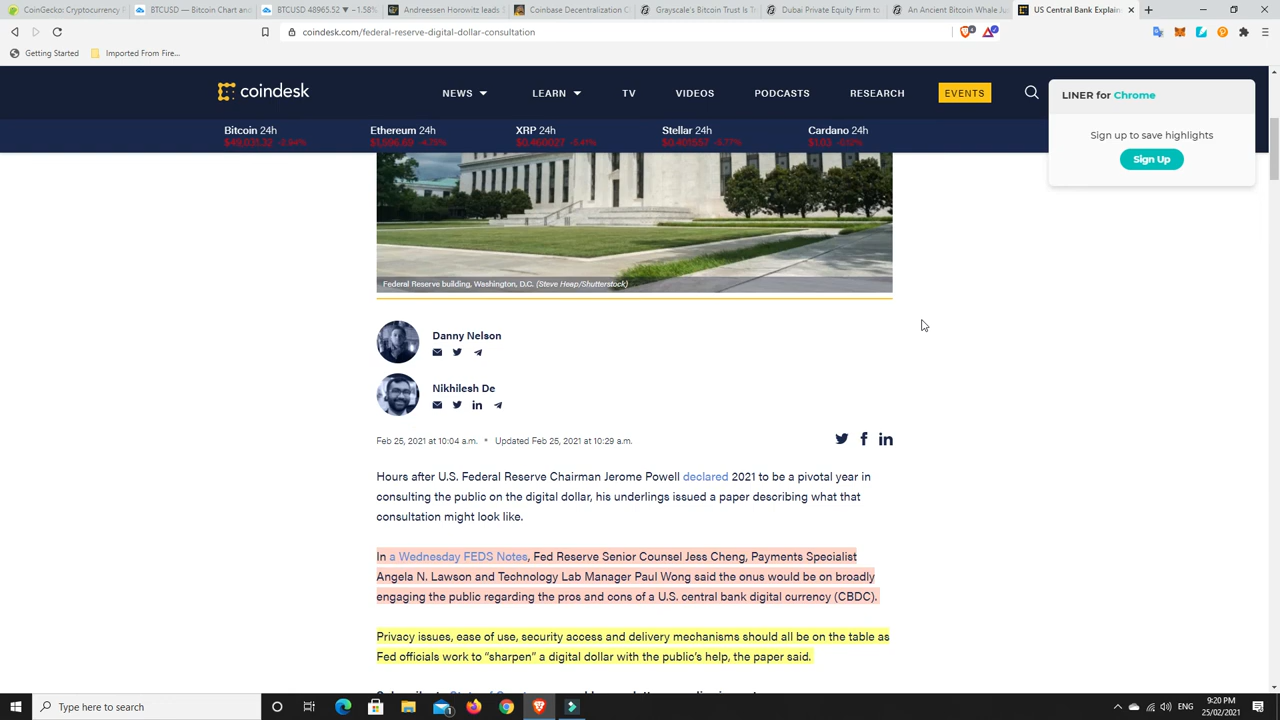 CoinGecko: Cryptocurrency P
BTCUSD — Bitcoin Chart and
BTCUSD 48965.52 ▼ −1.58%
Andreessen Horowitz leads $
Coinbase Decentralization C
Grayscale's Bitcoin Trust Is Tr
Dubai Private Equity Firm to
An Ancient Bitcoin Whale Ju
US Central Bank Explain
coindesk.com/federal-reserve-digital-dollar-consultation
Getting Started
Imported From Fire...
coindesk
NEWS
LEARN
TV
VIDEOS
PODCASTS
RESEARCH
EVENTS
LINER for Chrome
Sign up to save highlights
Sign Up
Bitcoin 24h
Ethereum 24h
XRP 24h
Stellar 24h
Cardano 24h
Federal Reserve building, Washington, D.C. (Steve Heap/Shutterstock)
Danny Nelson
Nikhilesh De
Feb 25, 2021 at 10:04 a.m. • Updated Feb 25, 2021 at 10:29 a.m.
Hours after U.S. Federal Reserve Chairman Jerome Powell declared 2021 to be a pivotal year in
consulting the public on the digital dollar, his underlings issued a paper describing what that
consultation might look like.
In a Wednesday FEDS Notes, Fed Reserve Senior Counsel Jess Cheng, Payments Specialist
Angela N. Lawson and Technology Lab Manager Paul Wong said the onus would be on broadly
engaging the public regarding the pros and cons of a U.S. central bank digital currency (CBDC).
Privacy issues, ease of use, security access and delivery mechanisms should all be on the table as
Fed officials work to “sharpen” a digital dollar with the public’s help, the paper said.
Type here to search
ENG
9:20 PM
25/02/2021